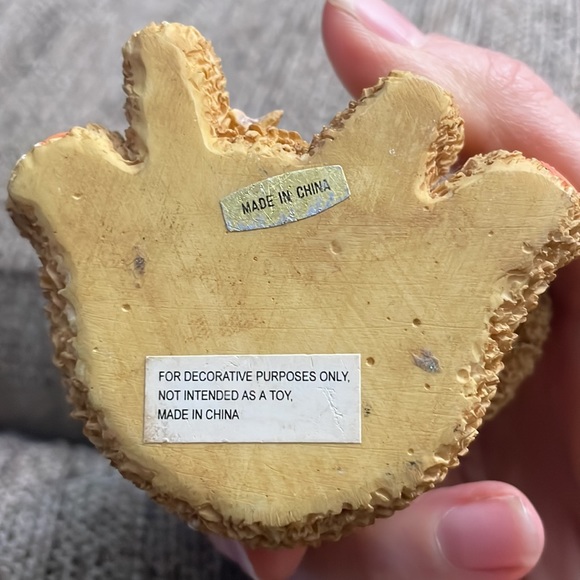 MADE IN CHINA
FOR DECORATIVE PURPOSES ONLY,
NOT INTENDED AS A TOY,
MADE IN CHINA